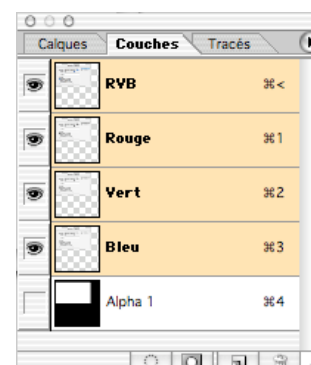 Calques Couches Tracés
RVB ⌘<
Rouge ⌘1
Vert ⌘2
Bleu ⌘3
Alpha 1 ⌘4